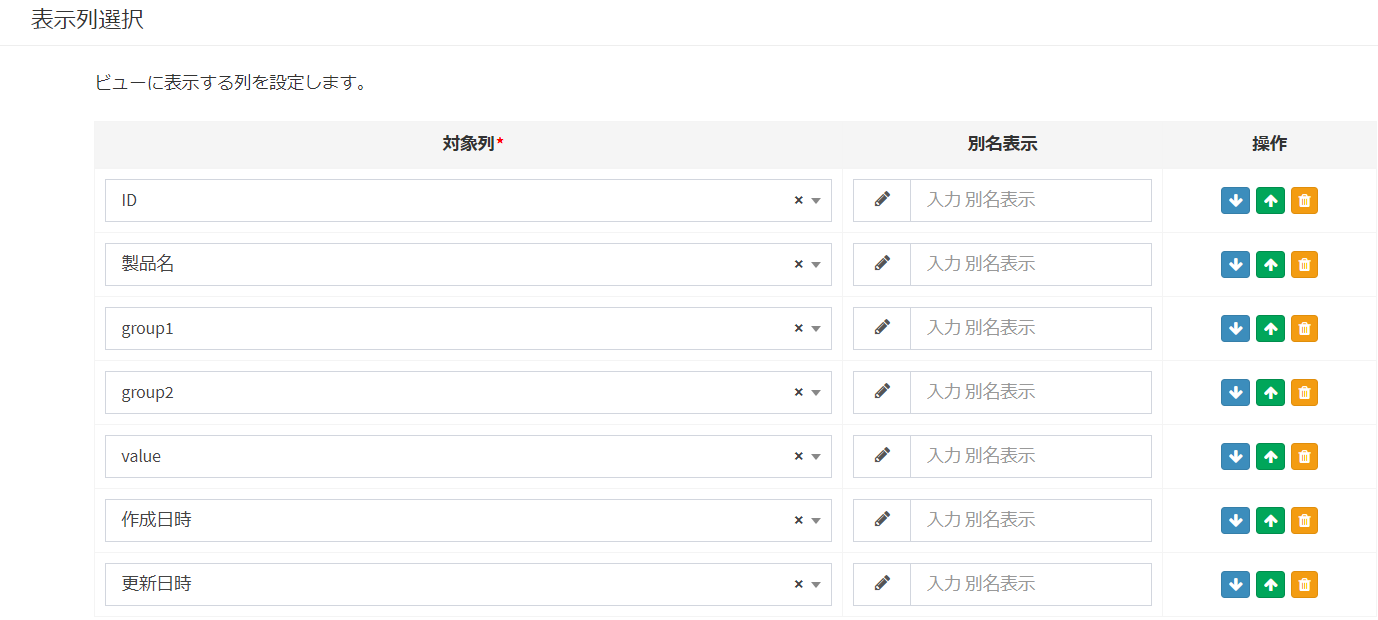 表示列選択
ビューに表示する列を設定します。
対象列* 別名表示 操作
ID × 入力 別名表示
製品名 × 入力 別名表示
group1 × 入力 別名表示
group2 × 入力 別名表示
value × 入力 別名表示
作成日時 × 入力 別名表示
更新日時 × 入力 別名表示